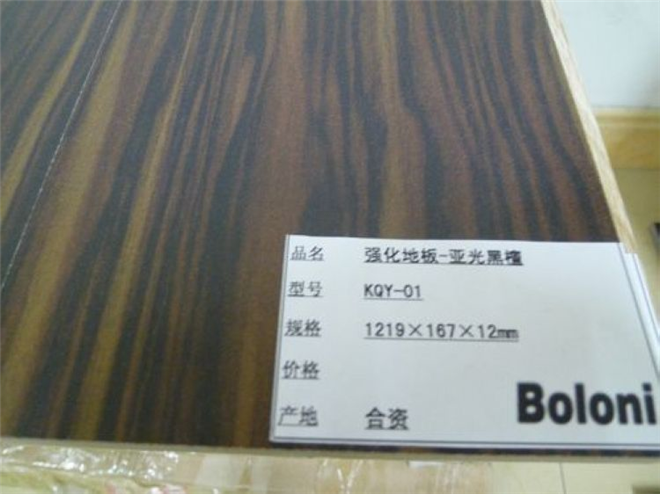 品名 强化地板-亚光黑檀
型号 KQY-01
规格 1219×167×12mm
价格
产地 合资
Boloni